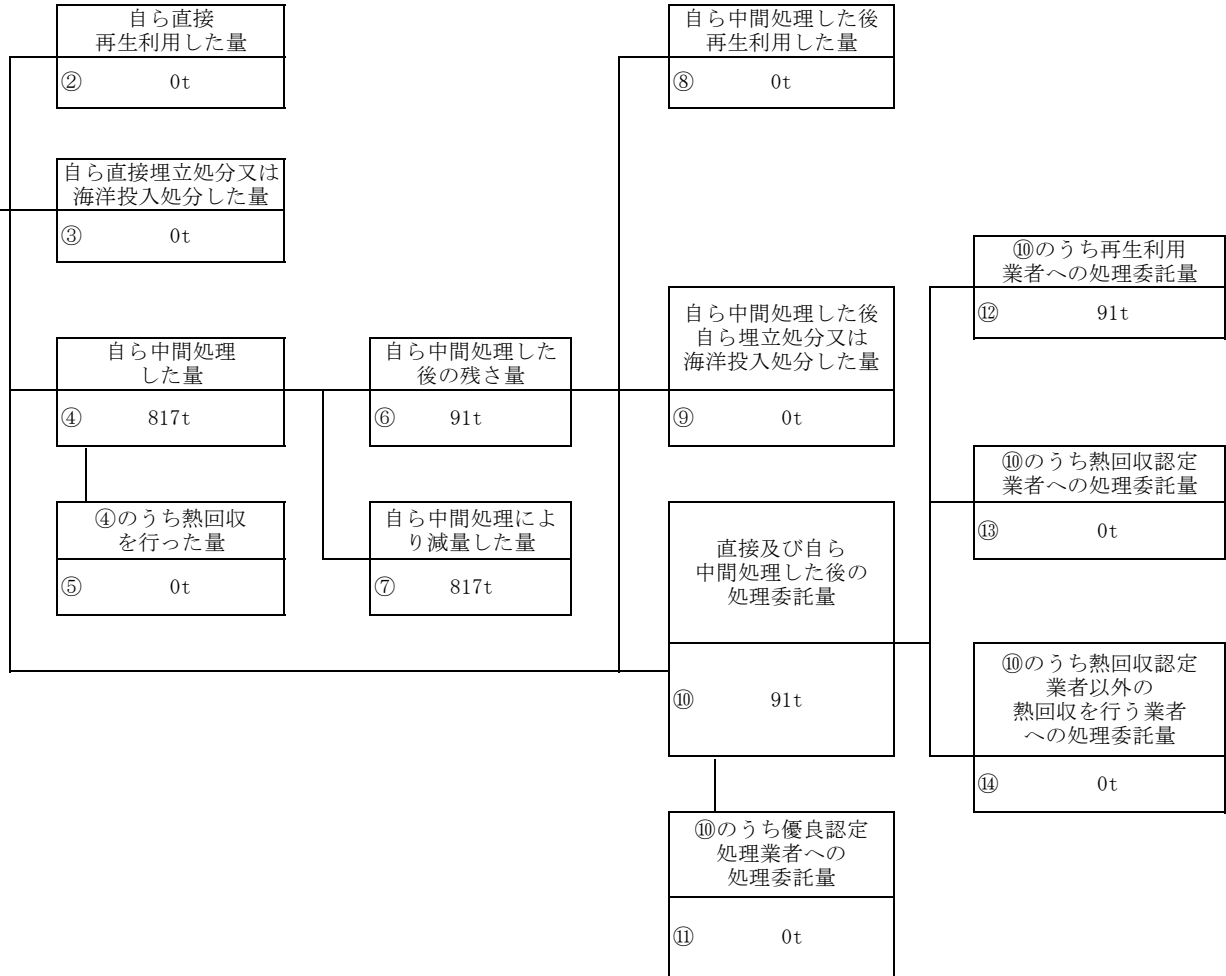 自ら直接
再生利用した量
② 0t
自ら直接埋立処分又は
海洋投入処分した量
③ 0t
自ら中間処理
した量
④ 817t
④のうち熱回収
を行った量
⑤ 0t
自ら中間処理した
後の残さ量
⑥ 91t
自ら中間処理によ
り減量した量
⑦ 817t
自ら中間処理した後
再生利用した量
⑧ 0t
自ら中間処理した後
自ら埋立処分又は
海洋投入処分した量
⑨ 0t
直接及び自ら
中間処理した後の
処理委託量
⑩ 91t
⑩のうち優良認定
処理業者への
処理委託量
⑪ 0t
⑩のうち再生利用
業者への処理委託量
⑫ 91t
⑩のうち熱回収認定
業者への処理委託量
⑬ 0t
⑩のうち熱回収認定
業者以外の
熱回収を行う業者
への処理委託量
⑭ 0t